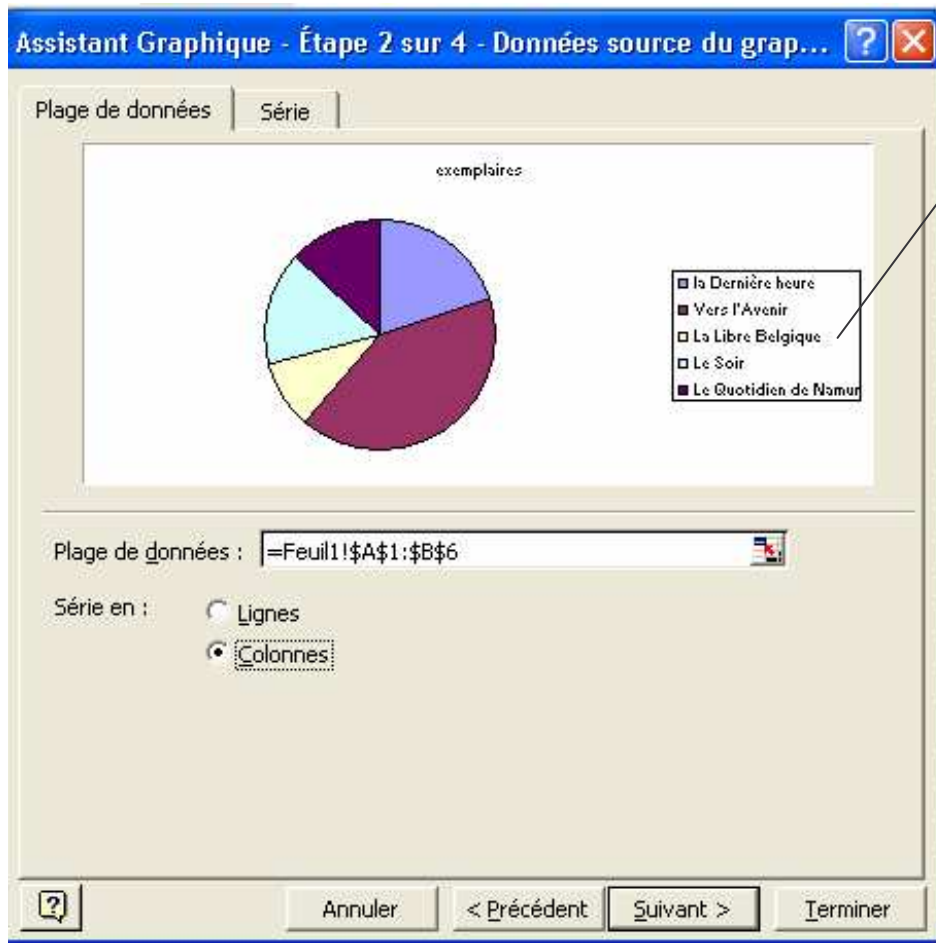 Assistant Graphique - Étape 2 sur 4 - Données source du grap...
Plage de données
Série
exemplaires
la Dernière heure
Vers l'Avenir
La Libre Belgique
Le Soir
Le Quotidien de Namur
Plage de données : =Feuil1!$A$1:$B$6
Série en :
Lignes
Colonnes
Annuler
< Précédent
Suivant >
Terminer